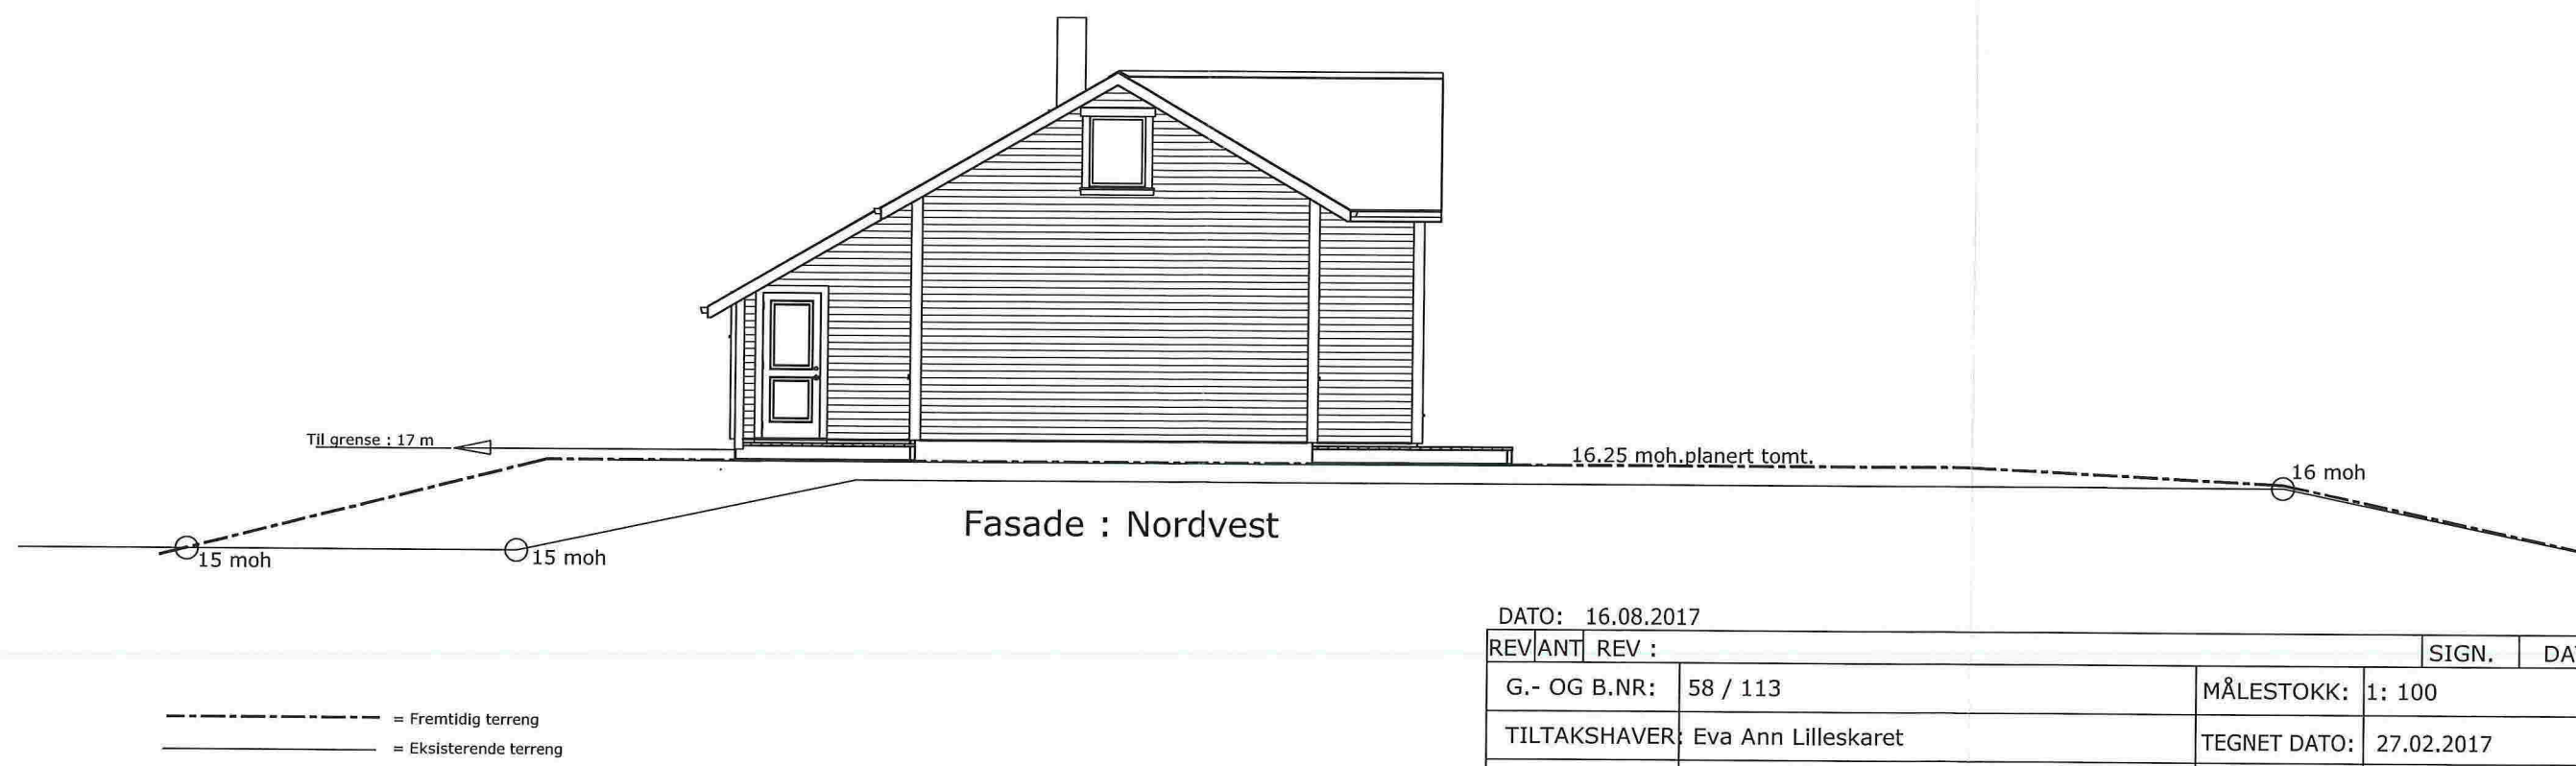 Til grense : 17 m
16.25 moh.planert tomt.
16 moh
Fasade : Nordvest
15 moh
15 moh
DATO: 16.08.2017
REV ANT REV : SIGN.
G.- OG B.NR: 58 / 113 MÅLESTOKK: 1: 100
TILTAKSHAVER: Eva Ann Lilleskaret TEGNET DATO: 27.02.2017
= Fremtidig terreng
= Eksisterende terreng